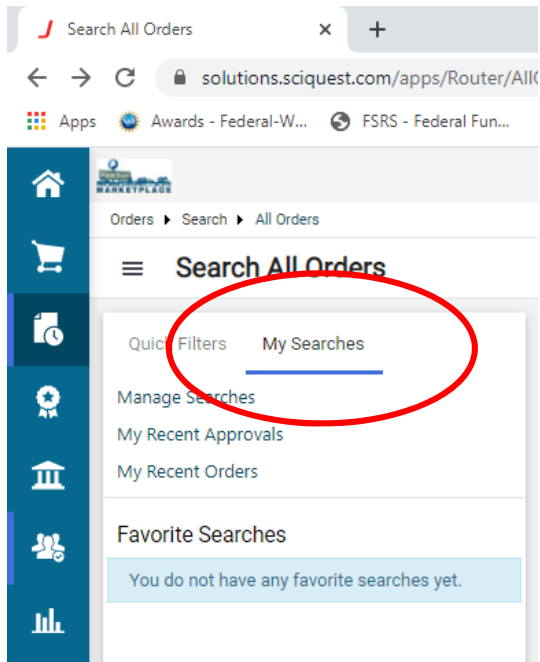 Search All Orders
solutions.sciquest.com/apps/Router/All
Apps Awards - Federal-W... FSRS - Federal Fun...
MARKETPLACE
Orders Search All Orders
Search All Orders
Quick Filters My Searches
Manage Searches
My Recent Approvals
My Recent Orders
Favorite Searches
You do not have any favorite searches yet.